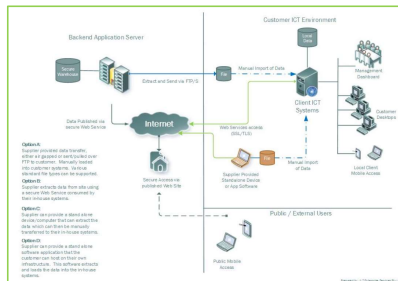 Customer ICT Environment
Backend Application Server
Local
Data
Secure
Warehouse
File
Manual Import of Data
Management
Dashboard
Extract and Send via FTP/S
Client ICT
Systems
Customer
Desktops
Data Published via
secure Web Service
Internet
Web Services access
(SSL/TLS)
Option A:
Supplier provided data transfer,
either as zipped or sent/pulled over
FTP to customer. Manually loaded
into customer systems. Various
standard file types can be supported.
Option B:
Supplier extracts data from site using
a secure Web Service consumed by
their in-house systems.
Option C:
Supplier can provide a stand alone
device/computer that can extract the
data which can then be manually
transferred to their in-house systems.
Option D:
Supplier can provide a stand alone
software application that the
customer can host on their own
infrastructure. This software extracts
and loads the data into the in-house
systems.
Secure Access via
published Web Site
File
Supplier Provided
Standalone Device
or App Software
Manual Import
of Data
Local Client
Mobile Access
Public / External Users
Public Mobile
Access